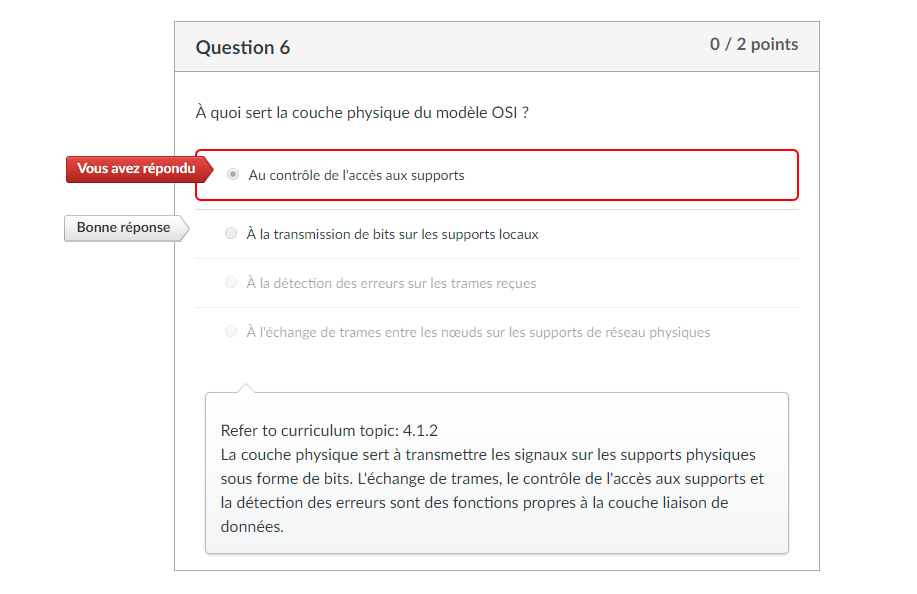 Question 6
0 / 2 points
À quoi sert la couche physique du modèle OSI ?
Vous avez répondu
Au contrôle de l'accès aux supports
Bonne réponse
À la transmission de bits sur les supports locaux
À la détection des erreurs sur les trames reçues
À l'échange de trames entre les nœuds sur les supports de réseau physiques
Refer to curriculum topic: 4.1.2
La couche physique sert à transmettre les signaux sur les supports physiques
sous forme de bits. L'échange de trames, le contrôle de l'accès aux supports et
la détection des erreurs sont des fonctions propres à la couche liaison de
données.